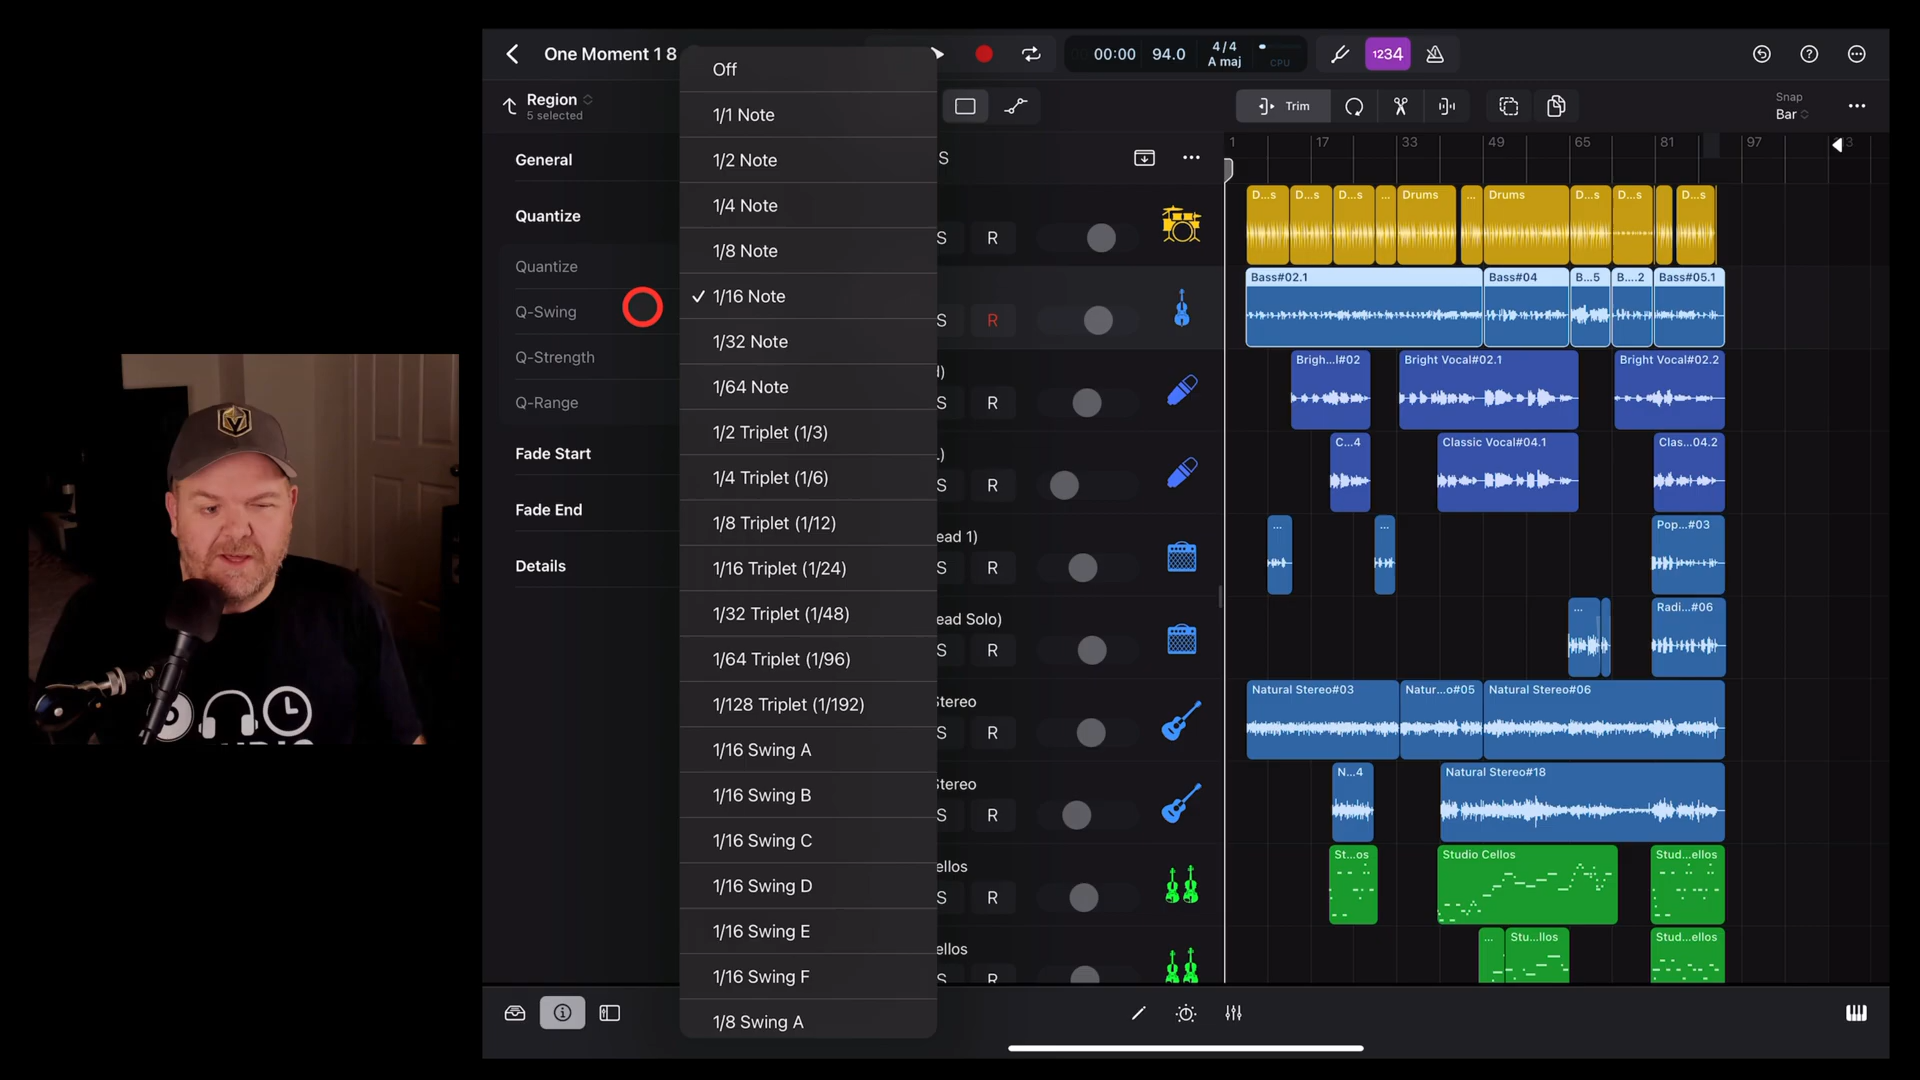 One Moment 1 8
00:00
94.0
4/4
A maj
CPU
1234
Region
5 selected
Trim
Snap
Bar
General
Quantize
Quantize
Q-Swing
Q-Strength
Q-Range
Fade Start
Fade End
Details
Off
1/1 Note
1/2 Note
1/4 Note
1/8 Note
✓ 1/16 Note
1/32 Note
1/64 Note
1/2 Triplet (1/3)
1/4 Triplet (1/6)
1/8 Triplet (1/12)
1/16 Triplet (1/24)
1/32 Triplet (1/48)
1/64 Triplet (1/96)
1/128 Triplet (1/192)
1/16 Swing A
1/16 Swing B
1/16 Swing C
1/16 Swing D
1/16 Swing E
1/16 Swing F
1/8 Swing A
S
S R
S R
)
S R
)
S R
ead 1)
S R
ead Solo)
S R
Stereo
S R
Stereo
S R
ellos
S R
ellos
S R
1 17 33 49 65 81 97
D...s D...s D...s ... Drums ... Drums D...s D...s D...s
Bass#02.1 Bass#04 B...5 B....2 Bass#05.1
Brigh...l#02 Bright Vocal#02.1 Bright Vocal#02.2
C...4 Classic Vocal#04.1 Clas...04.2
... ... Pop...#03
... Radi...#06
Natural Stereo#03 Natur...o#05 Natural Stereo#06
N...4 Natural Stereo#18
St...os Studio Cellos Stud...ellos
... Stu...llos Stud...ellos